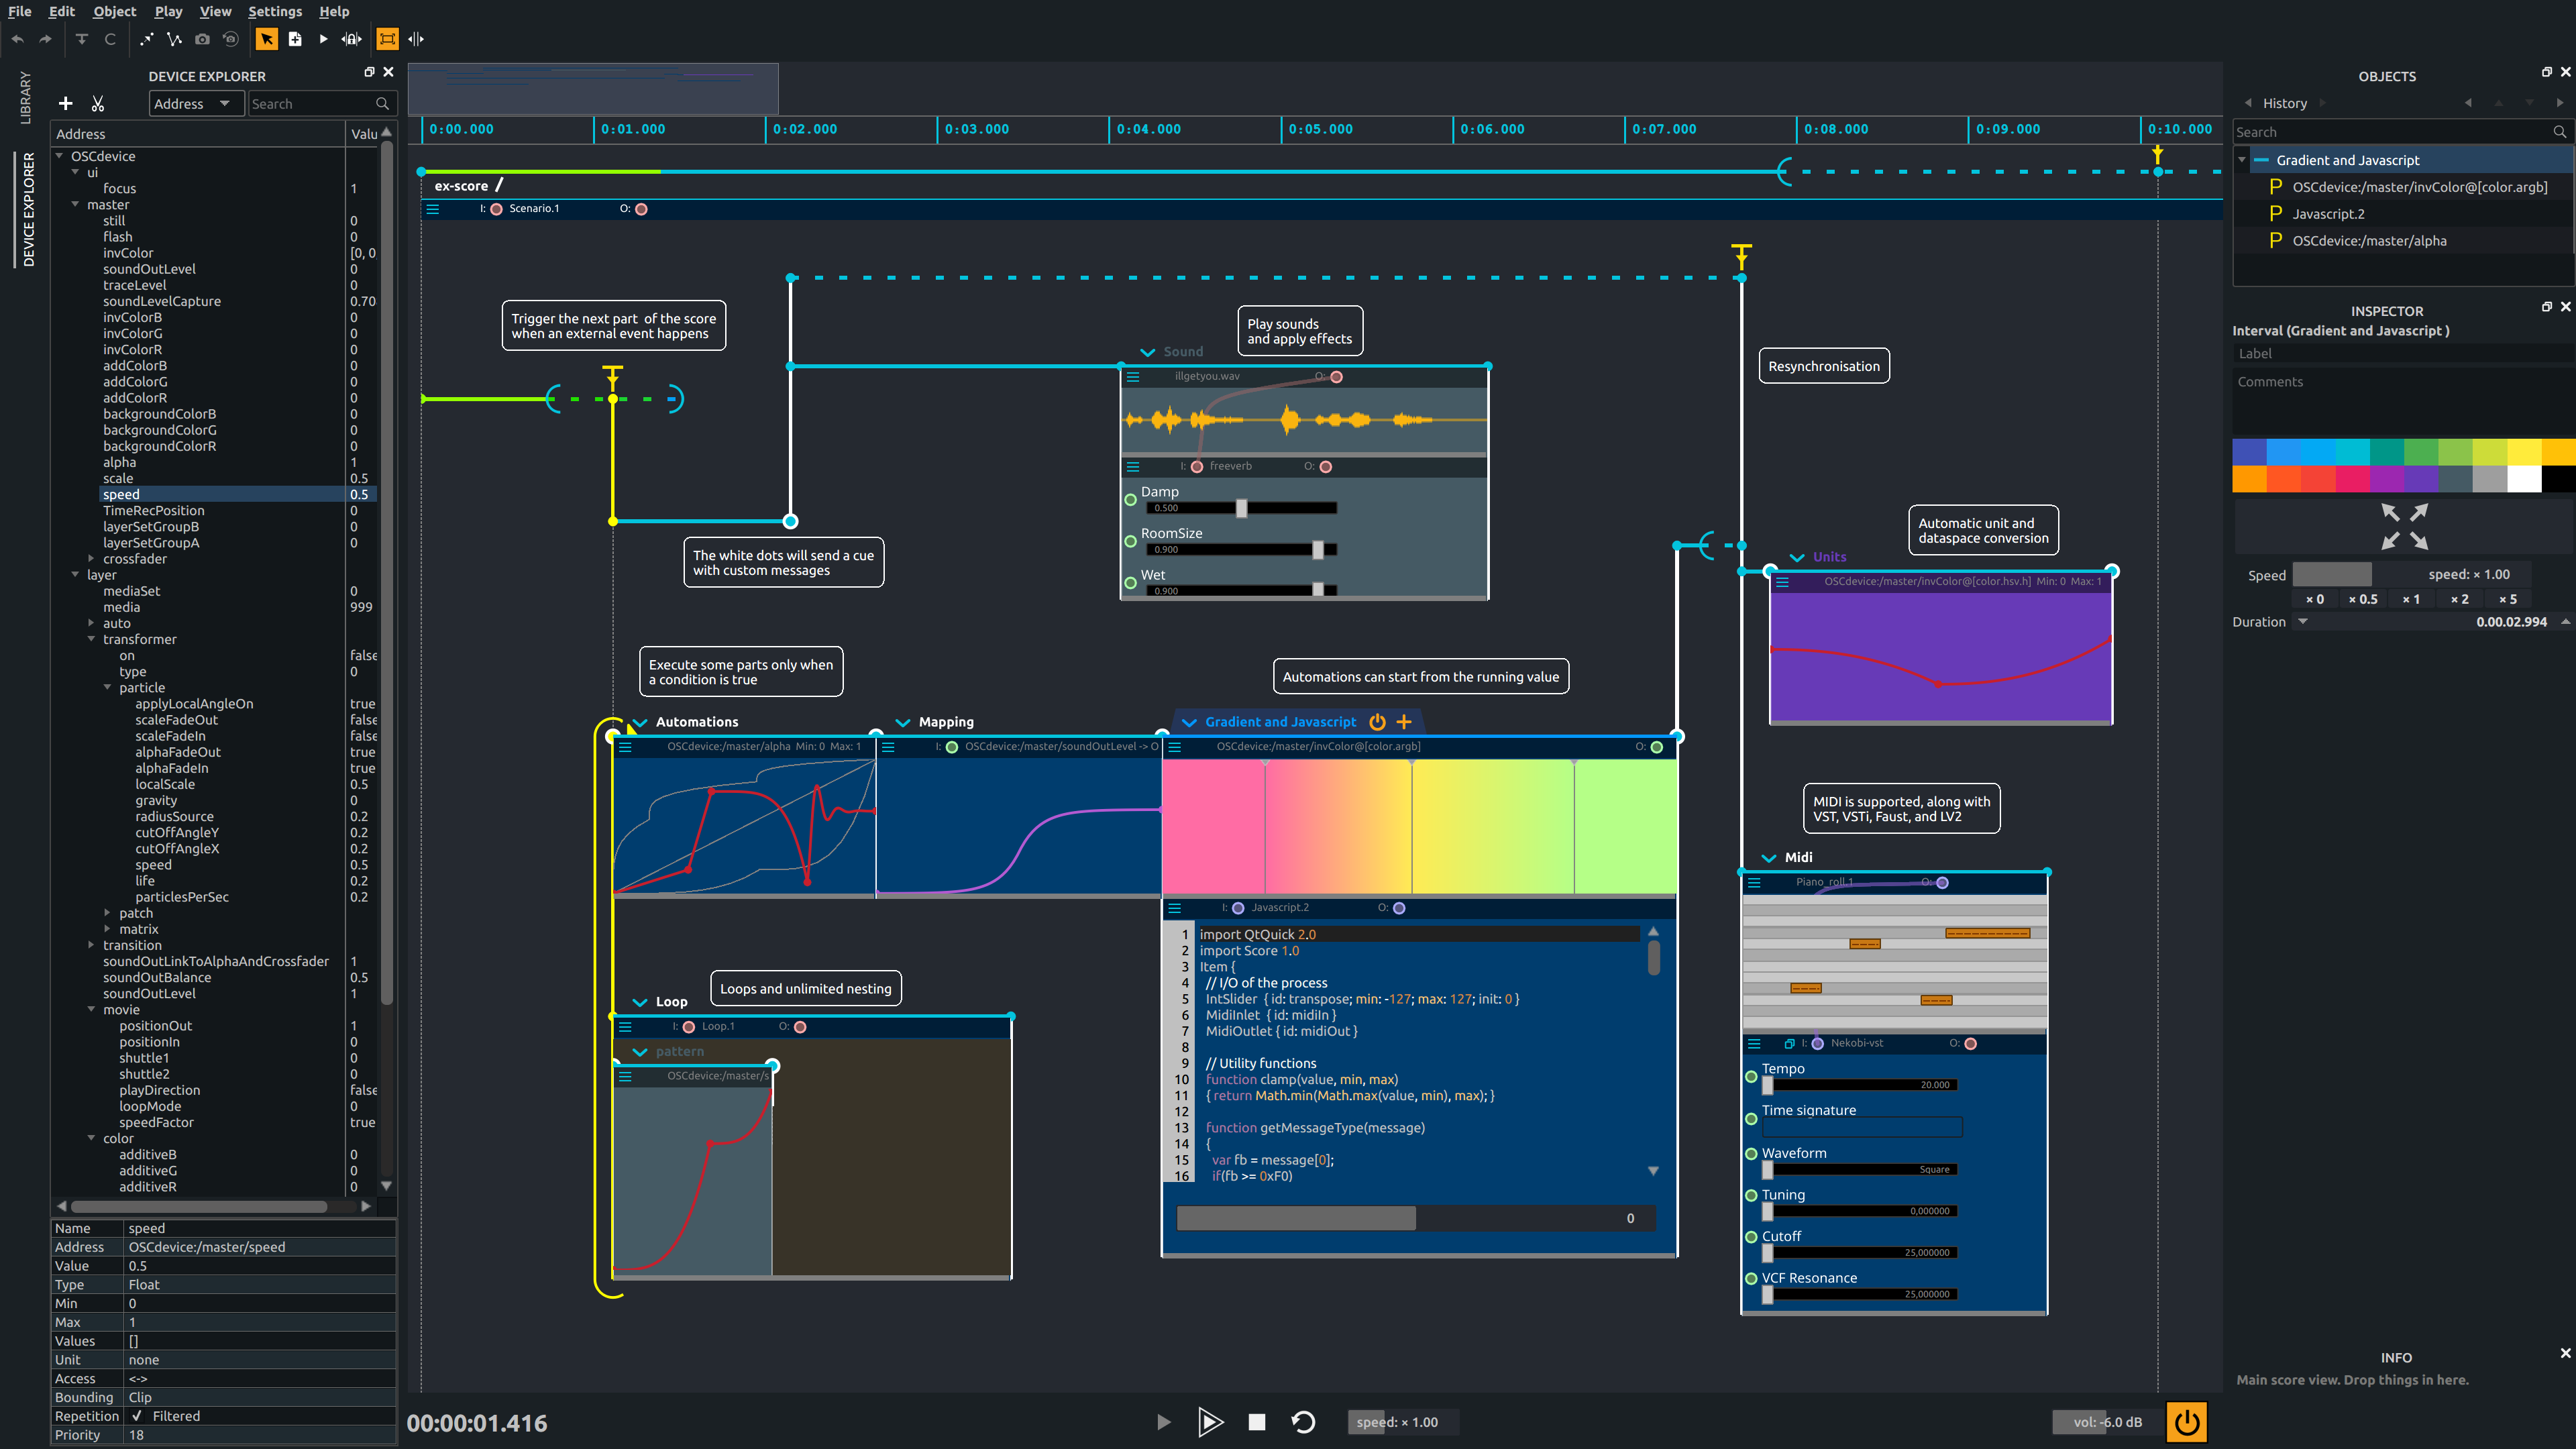 File Edit Object Play View Settings Help
LIBRARY
DEVICE EXPLORER
DEVICE EXPLORER
Address Search
Address Valu
OSCdevice
ui
focus 1
master
still 0
flash 0
invColor [0, 0
soundOutLevel 0
traceLevel 0
soundLevelCapture 0.70
invColorB 0
invColorG 0
invColorR 0
addColorB 0
addColorG 0
addColorR 0
backgroundColorB 0
backgroundColorG 0
backgroundColorR 0
alpha 1
scale 0.5
speed 0.5
TimeRecPosition 0
layerSetGroupB 0
layerSetGroupA 0
crossfader
layer
mediaSet 0
media 999
auto
transformer
on false
type 0
particle
applyLocalAngleOn true
scaleFadeOut false
scaleFadeIn false
alphaFadeOut true
alphaFadeIn true
localScale 0.5
gravity 0
radiusSource 0.2
cutOffAngleY 0.2
cutOffAngleX 0.2
speed 0.5
life 0.2
particlesPerSec 0.2
patch
matrix
transition
soundOutLinkToAlphaAndCrossfader 1
soundOutBalance 0.5
soundOutLevel 1
movie
positionOut 1
positionIn 0
shuttle1 0
shuttle2 0
playDirection false
loopMode 0
speedFactor true
color
additiveB 0
additiveG 0
additiveR 0
Name speed
Address OSCdevice:/master/speed
Value 0.5
Type Float
Min 0
Max 1
Values []
Unit none
Access <->
Bounding Clip
Repetition ✓ Filtered
Priority 18
0:00.000 0:01.000 0:02.000 0:03.000 0:04.000 0:05.000 0:06.000 0:07.000 0:08.000 0:09.000 0:10.000
ex-score /
I: Scenario.1 O:
Trigger the next part of the score
when an external event happens
The white dots will send a cue
with custom messages
Play sounds
and apply effects
Sound
illgetyou.wav O:
I: freeverb O:
Damp
0.500
RoomSize
0.900
Wet
0.900
Resynchronisation
Automatic unit and
dataspace conversion
Units
OSCdevice:/master/invColor@[color.hsv.h] Min: 0 Max: 1
Execute some parts only when
a condition is true
Automations can start from the running value
Automations
OSCdevice:/master/alpha Min: 0 Max: 1
Mapping
I: OSCdevice:/master/soundOutLevel -> O
Gradient and Javascript
OSCdevice:/master/invColor@[color.argb] O:
I: Javascript.2 O:
1 import QtQuick 2.0
2 import Score 1.0
3 Item {
4 // I/O of the process
5 IntSlider { id: transpose; min: -127; max: 127; init: 0 }
6 MidiInlet { id: midiIn }
7 MidiOutlet { id: midiOut }
8
9 // Utility functions
10 function clamp(value, min, max)
11 { return Math.min(Math.max(value, min), max); }
12
13 function getMessageType(message)
14 {
15 var fb = message[0];
16 if(fb >= 0xF0)
0
Loops and unlimited nesting
Loop
I: Loop.1 O:
pattern
OSCdevice:/master/s
MIDI is supported, along with
VST, VSTi, Faust, and LV2
Midi
Piano_roll.1 O:
I: Nekobi-vst O:
Tempo
20.000
Time signature
Waveform
Square
Tuning
0,000000
Cutoff
25,000000
VCF Resonance
25,000000
00:00:01.416
speed: × 1.00
vol: -6.0 dB
OBJECTS
History
Search
Gradient and Javascript
P OSCdevice:/master/invColor@[color.argb]
P Javascript.2
P OSCdevice:/master/alpha
INSPECTOR
Interval (Gradient and Javascript )
Label
Comments
Speed speed: × 1.00
× 0 × 0.5 × 1 × 2 × 5
Duration 0.00.02.994
INFO
Main score view. Drop things in here.